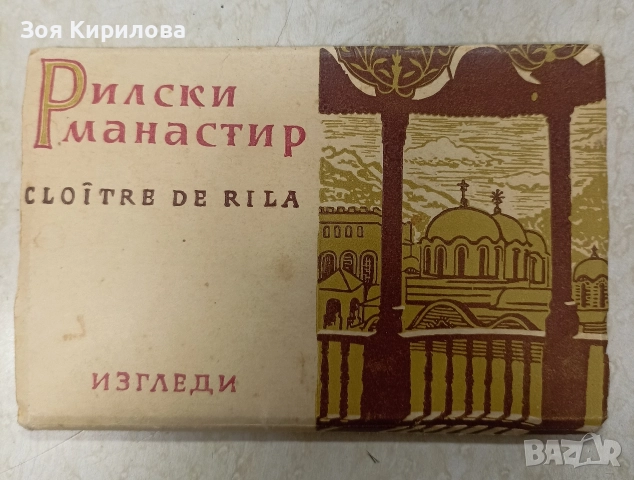 Зоя Кирилова
Рилски
манастир
CLOÎTRE DE RILA
ИЗГЛЕДИ
BAZAR